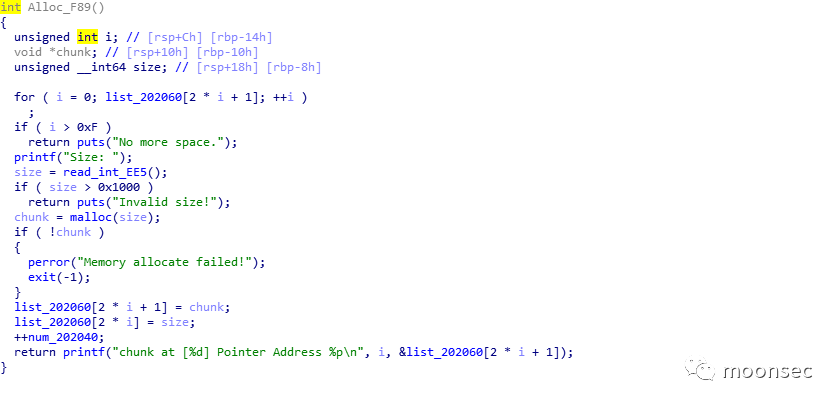 int Alloc_F89()
{
  unsigned int i; // [rsp+Ch] [rbp-14h]
  void *chunk; // [rsp+10h] [rbp-10h]
  unsigned __int64 size; // [rsp+18h] [rbp-8h]

  for ( i = 0; list_202060[2 * i + 1]; ++i )
    ;
  if ( i > 0xF )
    return puts("No more space.");
  printf("Size: ");
  size = read_int_EE5();
  if ( size > 0x1000 )
    return puts("Invalid size!");
  chunk = malloc(size);
  if ( !chunk )
  {
    perror("Memory allocate failed!");
    exit(-1);
  }
  list_202060[2 * i + 1] = chunk;
  list_202060[2 * i] = size;
  ++num_202040;
  return printf("chunk at [%d] Pointer Address %p\n", i, &list_202060[2 * i + 1]);
}
moonsec